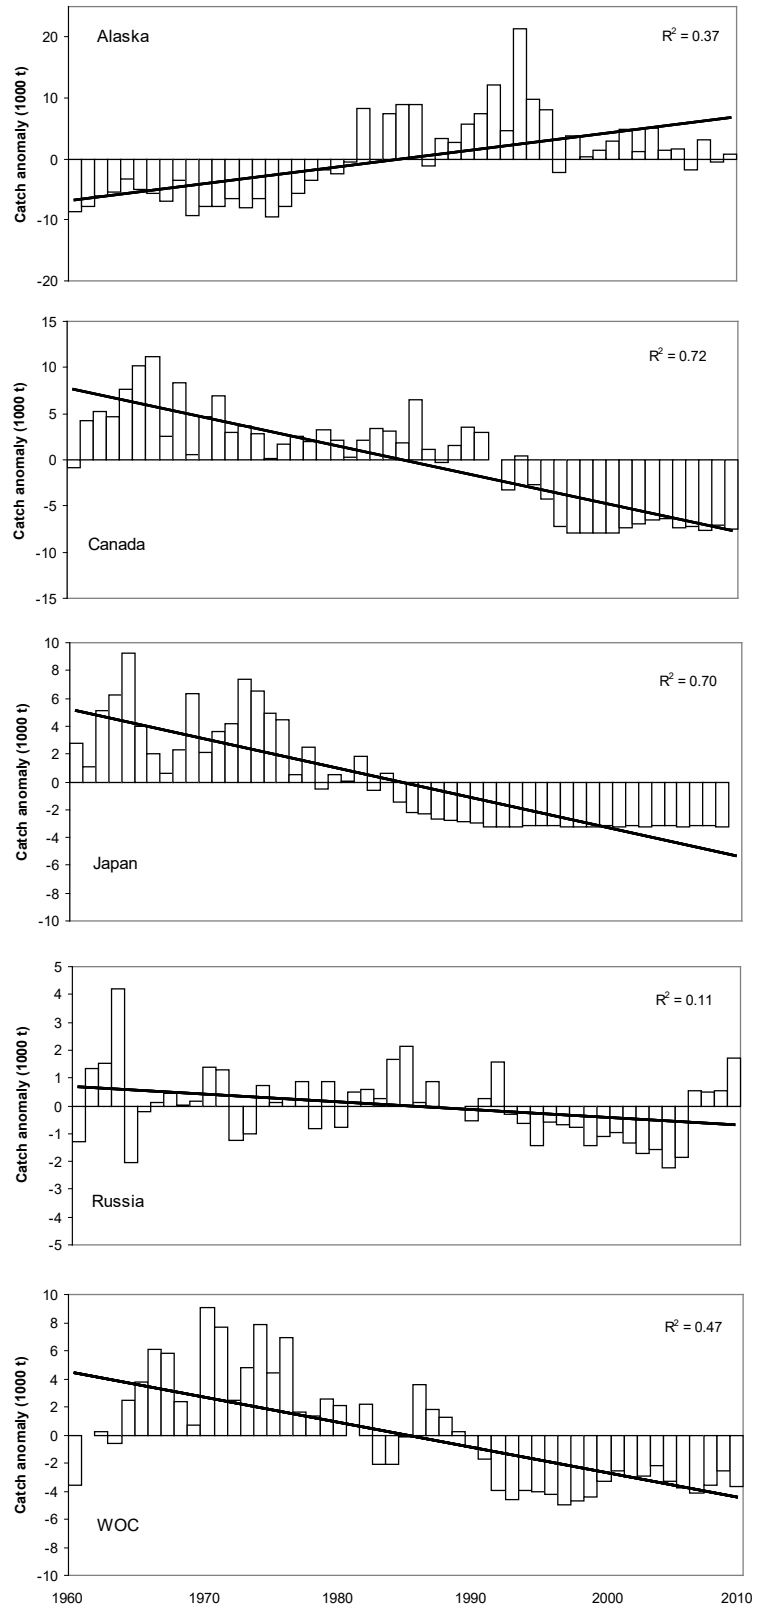 Alaska
R² = 0.37
Catch anomaly (1000 t)
20
10
0
-10
-20
Canada
R² = 0.72
Catch anomaly (1000 t)
15
10
5
0
-5
-10
-15
Japan
R² = 0.70
Catch anomaly (1000 t)
10
8
6
4
2
0
-2
-4
-6
-8
-10
Russia
R² = 0.11
Catch anomaly (1000 t)
5
4
3
2
1
0
-1
-2
-3
-4
-5
WOC
R² = 0.47
Catch anomaly (1000 t)
10
8
6
4
2
0
-2
-4
-6
-8
-10
1960 1970 1980 1990 2000 2010